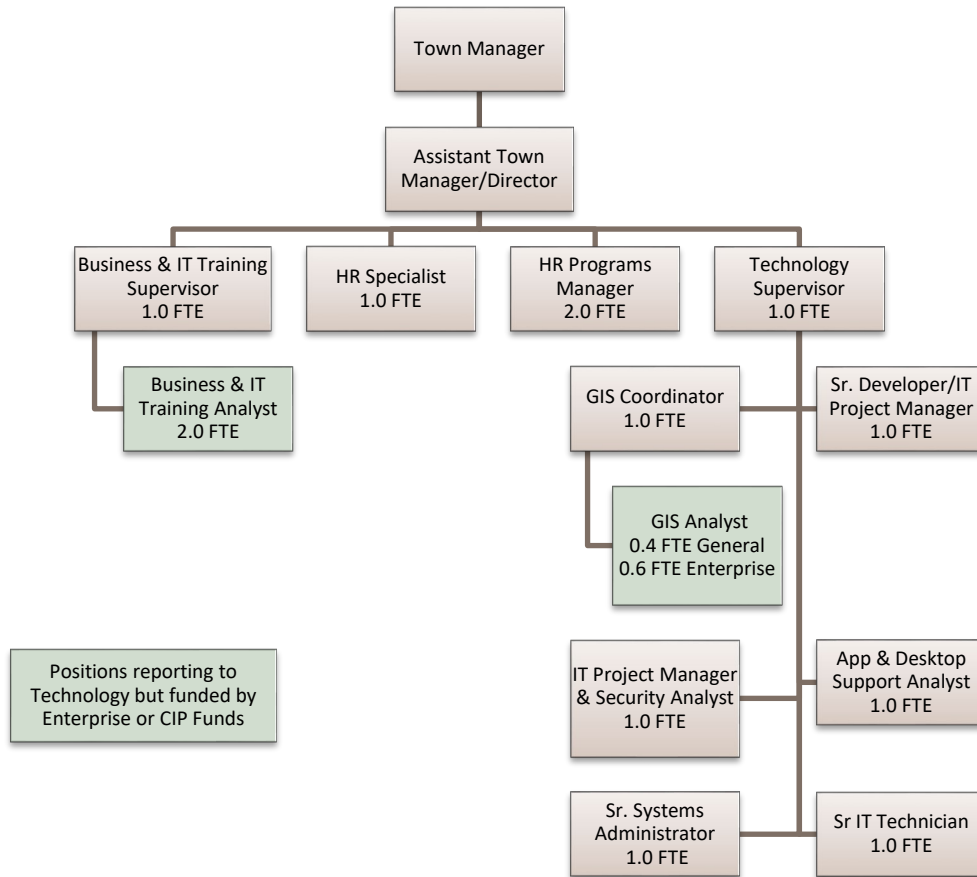 Town Manager
Assistant Town
Manager/Director
Business & IT Training
Supervisor
1.0 FTE
HR Specialist
1.0 FTE
HR Programs
Manager
2.0 FTE
Technology
Supervisor
1.0 FTE
Business & IT
Training Analyst
2.0 FTE
GIS Coordinator
1.0 FTE
Sr. Developer/IT
Project Manager
1.0 FTE
GIS Analyst
0.4 FTE General
0.6 FTE Enterprise
Positions reporting to
Technology but funded by
Enterprise or CIP Funds
IT Project Manager
& Security Analyst
1.0 FTE
App & Desktop
Support Analyst
1.0 FTE
Sr. Systems
Administrator
1.0 FTE
Sr IT Technician
1.0 FTE